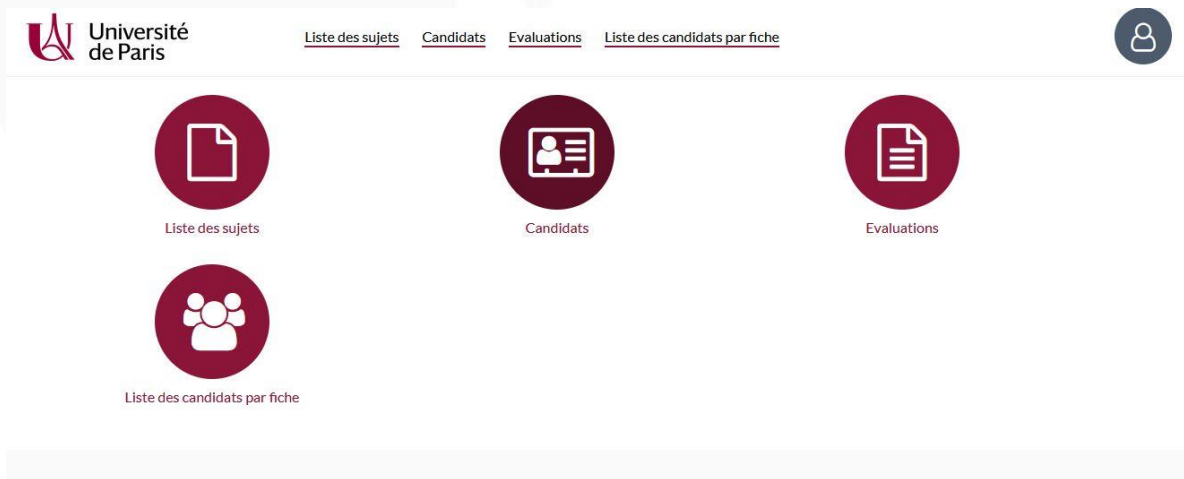 Université
de Paris
Liste des sujets Candidats Evaluations Liste des candidats par fiche
Liste des sujets Candidats Evaluations
Liste des candidats par fiche